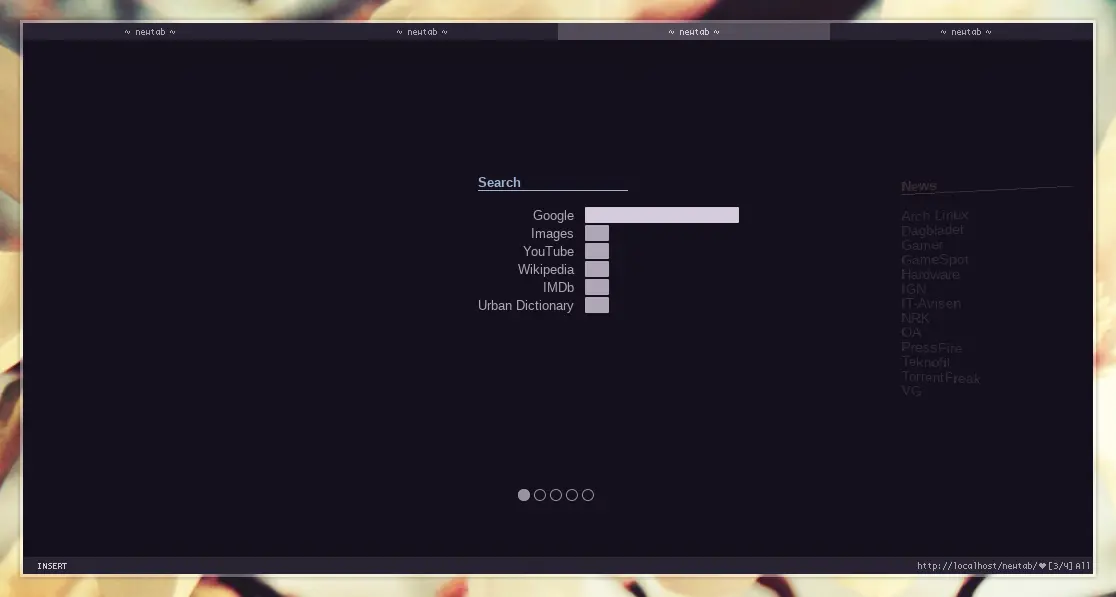 ~ newtab ~
~ newtab ~
~ newtab ~
~ newtab ~
Search
Google
Images
YouTube
Wikipedia
IMDb
Urban Dictionary
News
Arch Linux
Dagbladet
Gamer
GameSpot
Hardware
IGN
IT-Avisen
NRK
OA
PressFire
Teknofil
TorrentFreak
VG
INSERT
http://localhost/newtab/♥[3/4]All